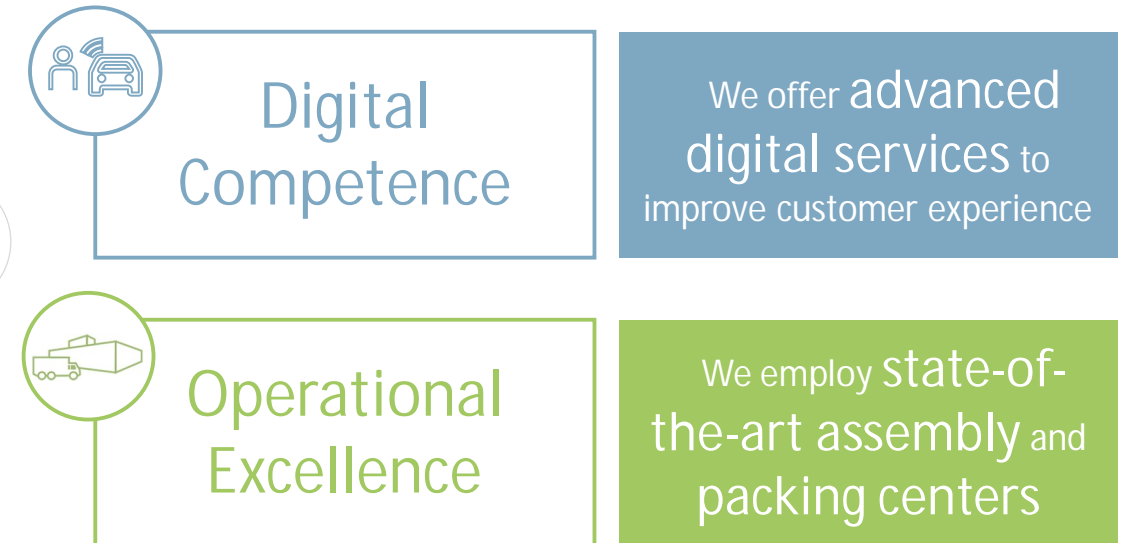 Digital
Competence
We offer advanced
digital services to
improve customer experience
Operational
Excellence
We employ state-of-
the-art assembly and
packing centers